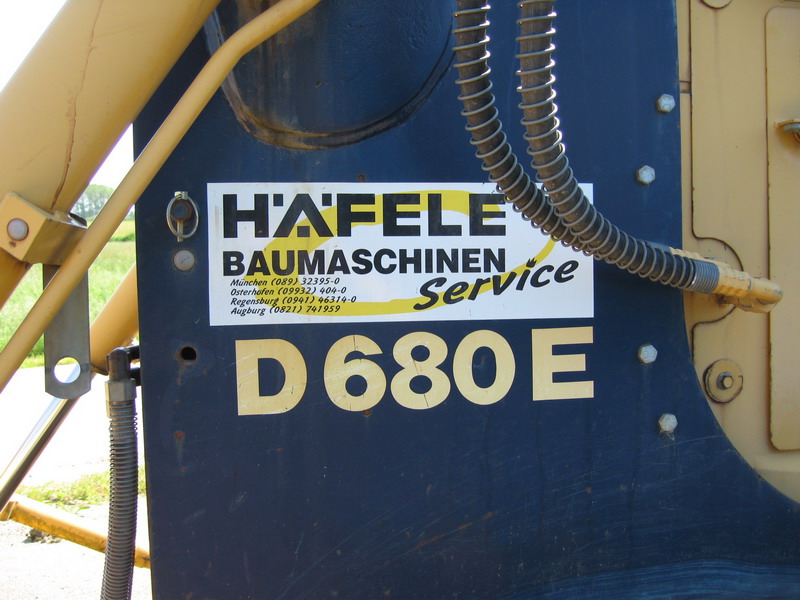 HÄFELE
BAUMASCHINEN
Service
München (089) 32395-0
Osterhofen (09932) 404-0
Regensburg (0941) 46314-0
Augburg (0821) 741959
D680E